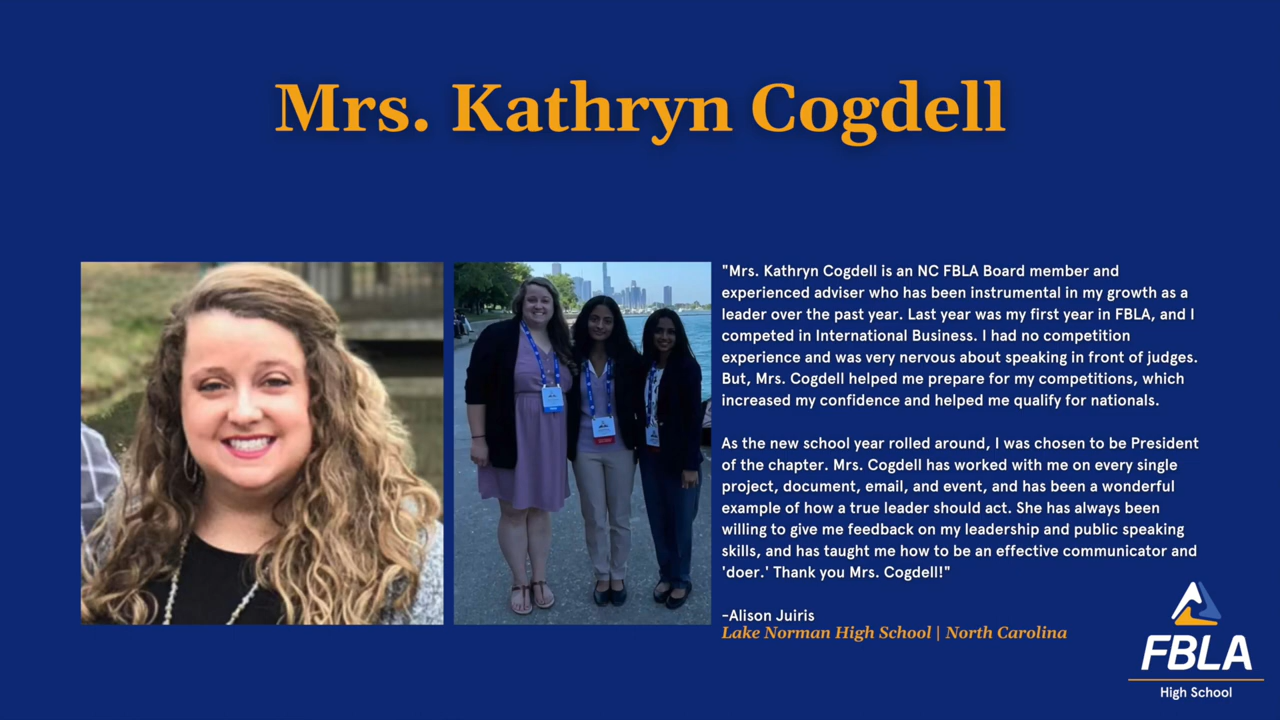 Mrs. Kathryn Cogdell
"Mrs. Kathryn Cogdell is an NC FBLA Board member and
experienced adviser who has been instrumental in my growth as a
leader over the past year. Last year was my first year in FBLA, and I
competed in International Business. I had no competition
experience and was very nervous about speaking in front of judges.
But, Mrs. Cogdell helped me prepare for my competitions, which
increased my confidence and helped me qualify for nationals.
As the new school year rolled around, I was chosen to be President
of the chapter. Mrs. Cogdell has worked with me on every single
project, document, email, and event, and has been a wonderful
example of how a true leader should act. She has always been
willing to give me feedback on my leadership and public speaking
skills, and has taught me how to be an effective communicator and
'doer.' Thank you Mrs. Cogdell!"
-Alison Juiris
Lake Norman High School | North Carolina
FBLA
High School